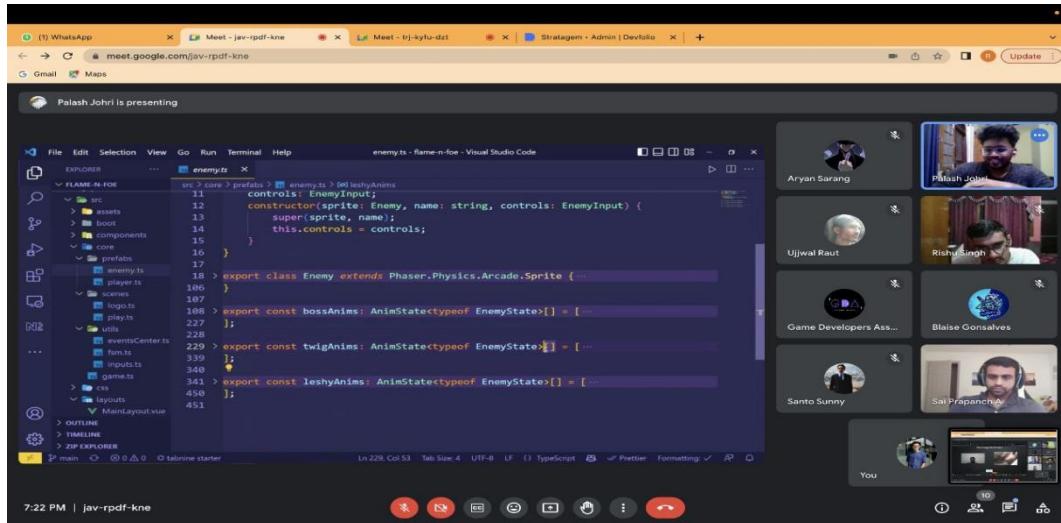 (1) WhatsApp
Meet - jav-rpdf-kne
Meet - trj-kyfu-dzt
Stratagem - Admin | Devfolio
meet.google.com/jav-rpdf-kne
Update
Gmail
Maps
Palash Johri is presenting
File Edit Selection View Go Run Terminal Help
enemy.ts - flame-n-foe - Visual Studio Code
EXPLORER
FLAME-N-FOE
src
assets
boot
components
core
prefabs
enemy.ts
player.ts
scenes
logo.ts
play.ts
utils
eventsCenter.ts
fsm.ts
inputs.ts
game.ts
css
layouts
MainLayout.vue
OUTLINE
TIMELINE
ZIP EXPLORER
enemy.ts
src > core > prefabs > enemy.ts > leshyAnims
11 controls: EnemyInput;
12 constructor(sprite: Enemy, name: string, controls: EnemyInput) {
13 super(sprite, name);
14 this.controls = controls;
15 }
16 }
17
18 > export class Enemy extends Phaser.Physics.Arcade.Sprite { ...
106 }
107
108 > export const bossAnims: AnimState<typeof EnemyState>[] = [ ...
227 ];
228
229 > export const twigAnims: AnimState<typeof EnemyState>[] = [ ...
339 ];
340
341 > export const leshyAnims: AnimState<typeof EnemyState>[] = [ ...
450 ];
451
main 0 0 0 tabnine starter
Ln 229, Col 53 Tab Size: 4 UTF-8 LF {} TypeScript Prettier Formatting: ✓
Aryan Sarang
Palash Johri
Ujjwal Raut
Rishu Singh
GDA
Game Developers Ass...
Blaise Gonsalves
Santo Sunny
Sai Prapanch A
You
7:22 PM | jav-rpdf-kne
10